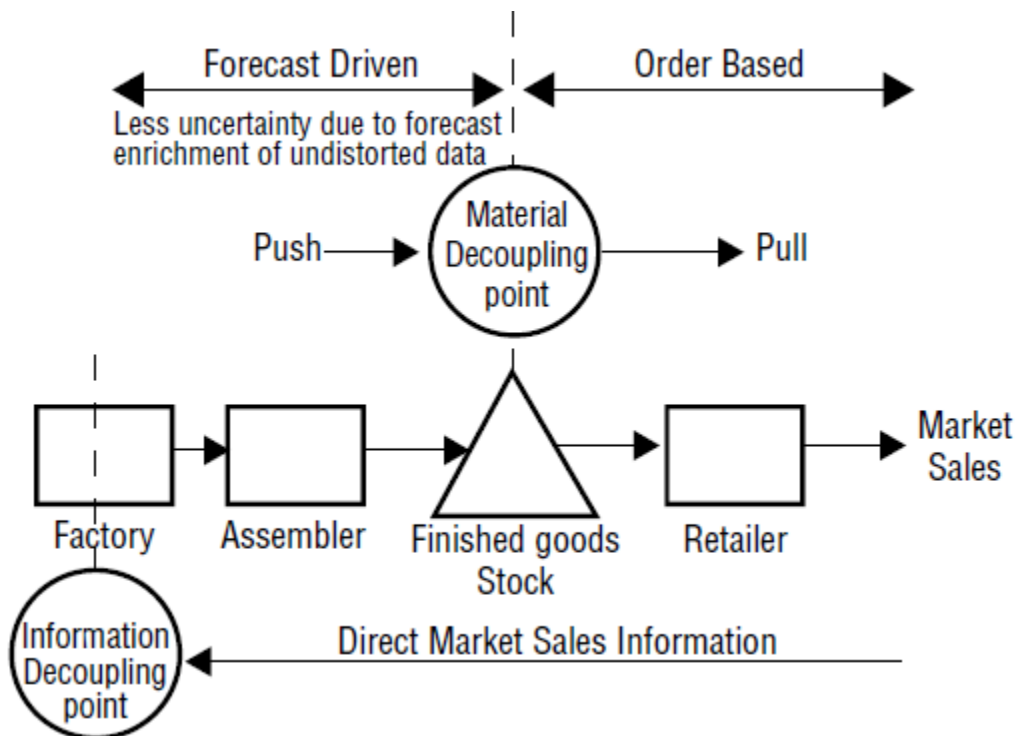 Forecast Driven
Order Based
Less uncertainty due to forecast
enrichment of undistorted data
Material
Decoupling
point
Push
Pull
Market
Sales
Factory
Assembler
Finished goods
Stock
Retailer
Information
Decoupling
point
Direct Market Sales Information